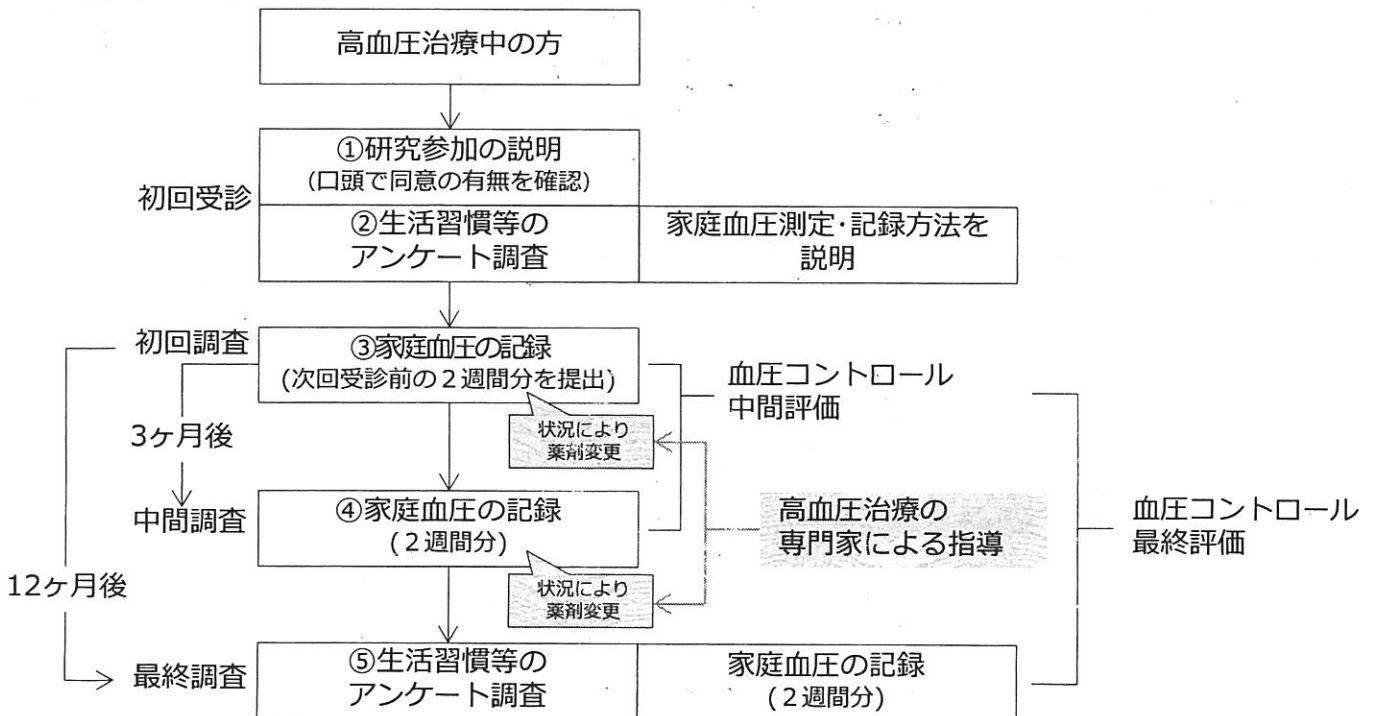 高血圧治療中の方
初回受診
①研究参加の説明
(口頭で同意の有無を確認)
②生活習慣等の
アンケート調査
家庭血圧測定・記録方法を
説明
初回調査
③家庭血圧の記録
(次回受診前の２週間分を提出)
血圧コントロール
中間評価
3ヶ月後
状況により
薬剤変更
中間調査
④家庭血圧の記録
(２週間分)
高血圧治療の
専門家による指導
血圧コントロール
最終評価
12ヶ月後
状況により
薬剤変更
最終調査
⑤生活習慣等の
アンケート調査
家庭血圧の記録
(２週間分)